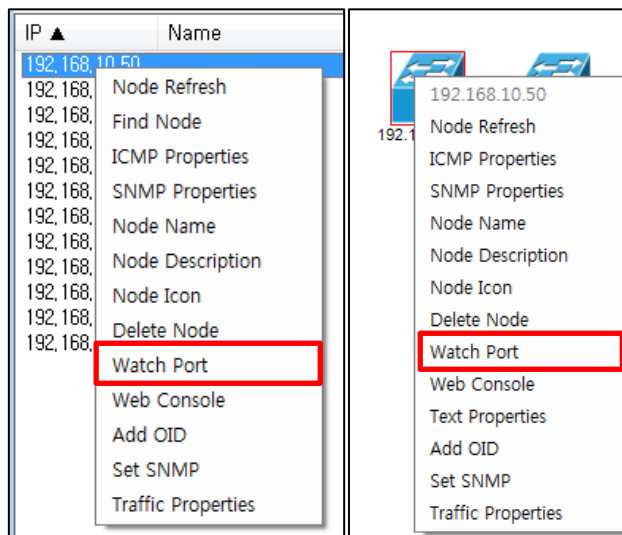 IP ▲ Name
192,168,10,50
192,168,
192,168,
192,168,
192,168,
192,168,
192,168,
192,168,
192,168,
192,168,
192,168,
192,168,
Node Refresh
Find Node
ICMP Properties
SNMP Properties
Node Name
Node Description
Node Icon
Delete Node
Watch Port
Web Console
Add OID
Set SNMP
Traffic Properties
192.1
192.168.10.50
Node Refresh
ICMP Properties
SNMP Properties
Node Name
Node Description
Node Icon
Delete Node
Watch Port
Web Console
Text Properties
Add OID
Set SNMP
Traffic Properties